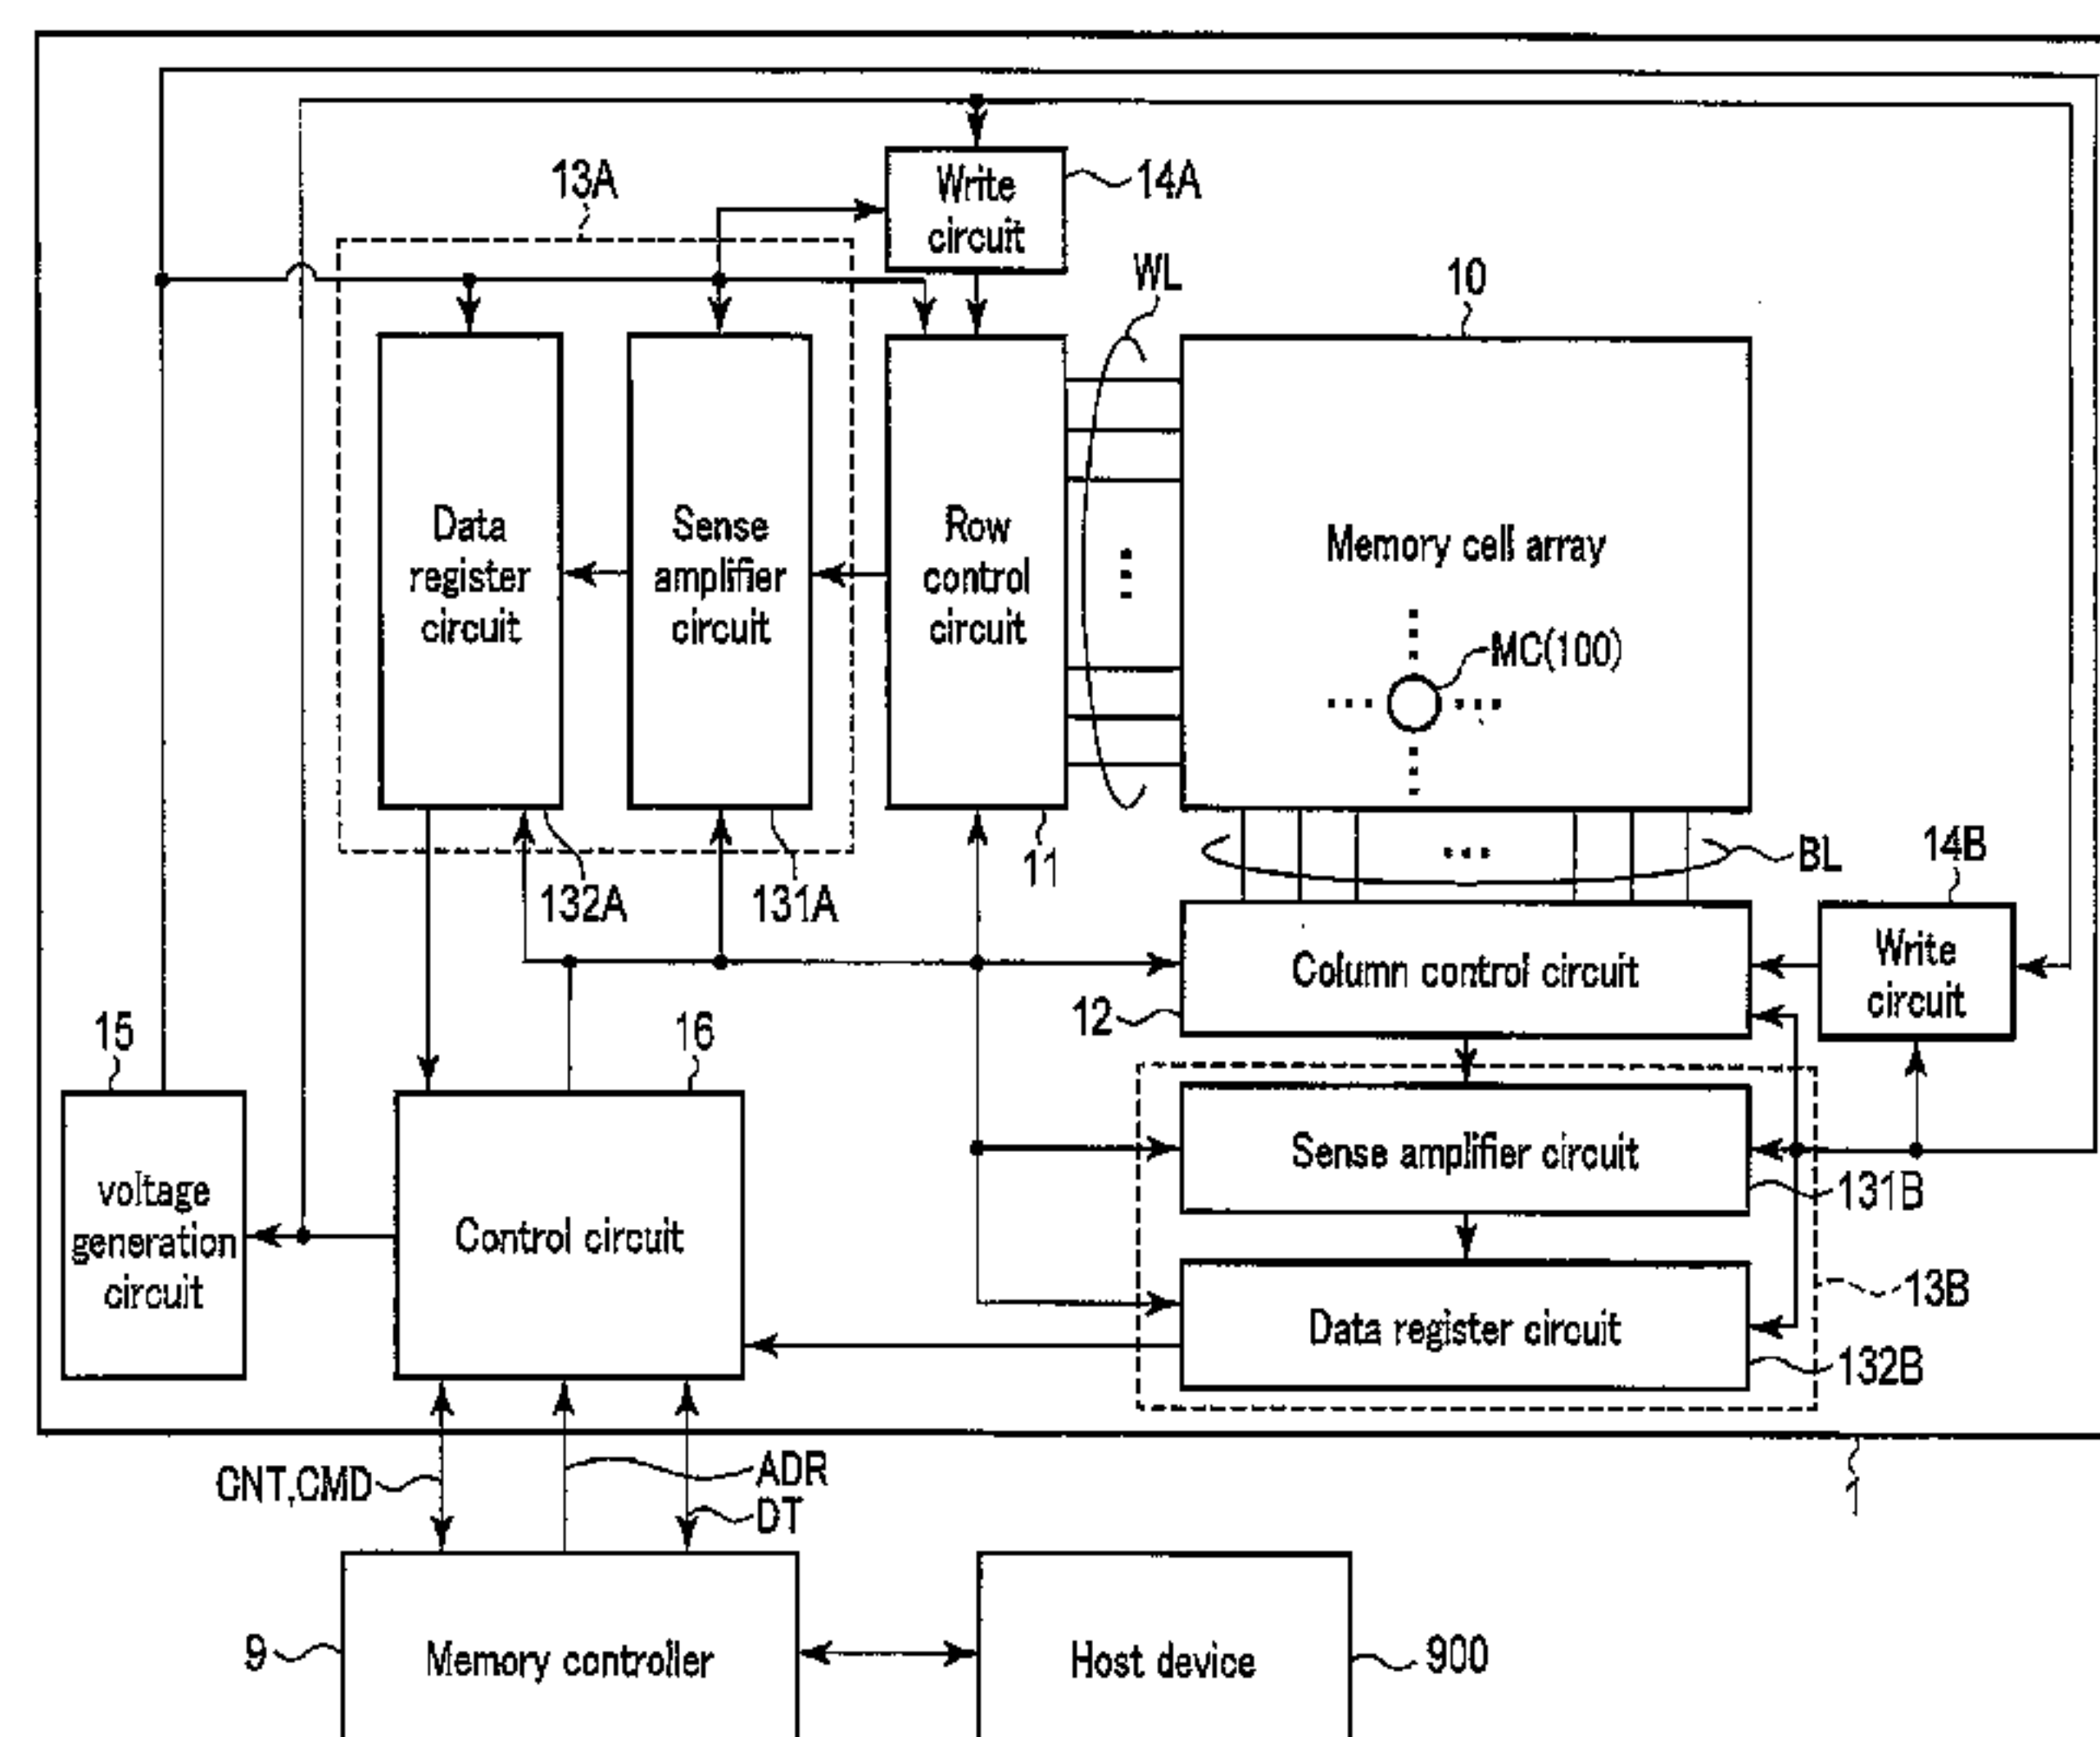 13A
Write
circuit
14A
WL
10
Data
register
circuit
Sense
amplifier
circuit
Row
control
circuit
Memory cell array
MC(100)
132A
131A
11
BL
14B
Column control circuit
12
Write
circuit
15
16
voltage
generation
circuit
Control circuit
Sense amplifier circuit
131B
Data register circuit
13B
132B
CNT,CMD
ADR
DT
1
9
Memory controller
Host device
900